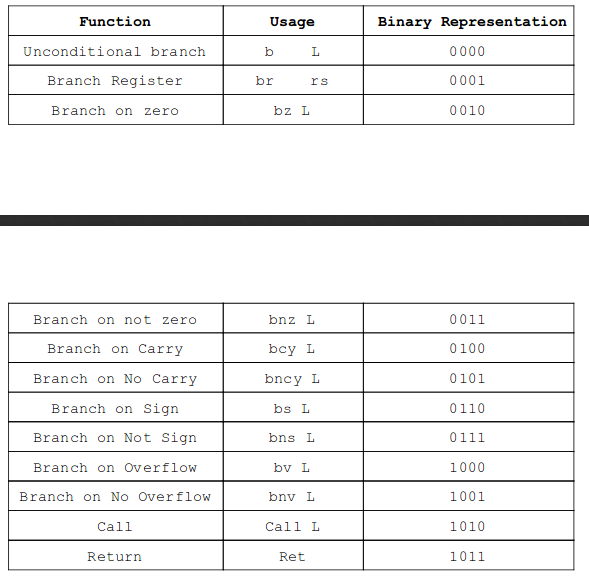 Function Usage Binary Representation
Unconditional branch b L 0000
Branch Register br rs 0001
Branch on zero bz L 0010
Branch on not zero bnz L 0011
Branch on Carry bcy L 0100
Branch on No Carry bncy L 0101
Branch on Sign bs L 0110
Branch on Not Sign bns L 0111
Branch on Overflow bv L 1000
Branch on No Overflow bnv L 1001
Call Call L 1010
Return Ret 1011